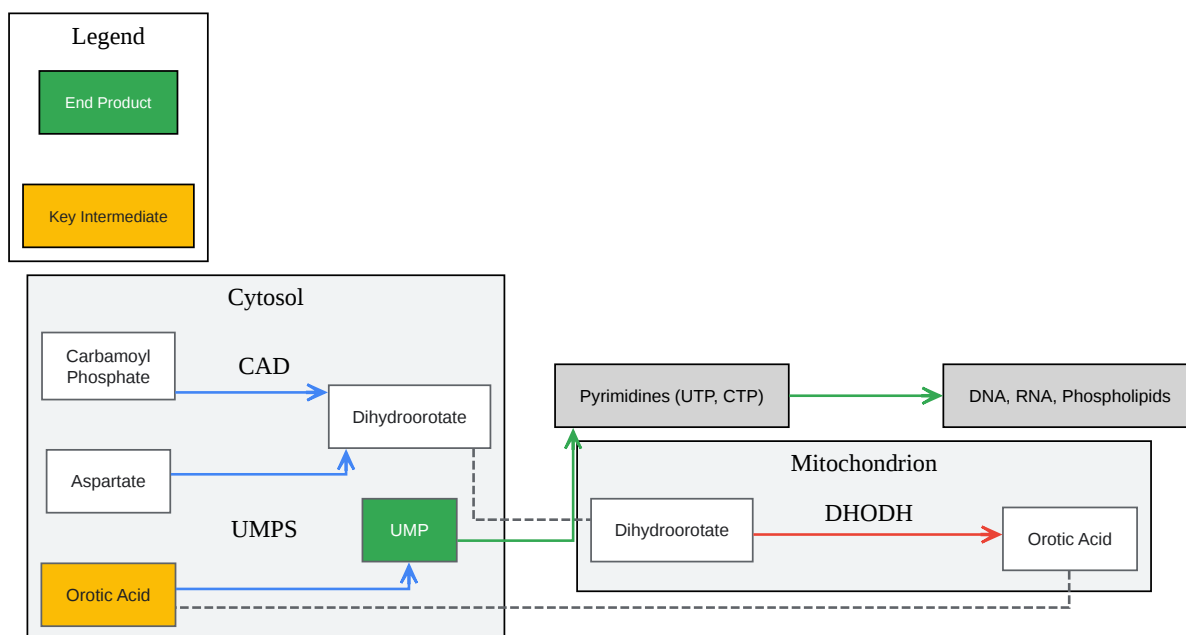 Legend
End Product
Key Intermediate
Cytosol
Carbamoyl
Phosphate
CAD
Dihydroorotate
Aspartate
UMPS
UMP
Orotic Acid
Pyrimidines (UTP, CTP)
DNA, RNA, Phospholipids
Mitochondrion
Dihydroorotate
DHODH
Orotic Acid